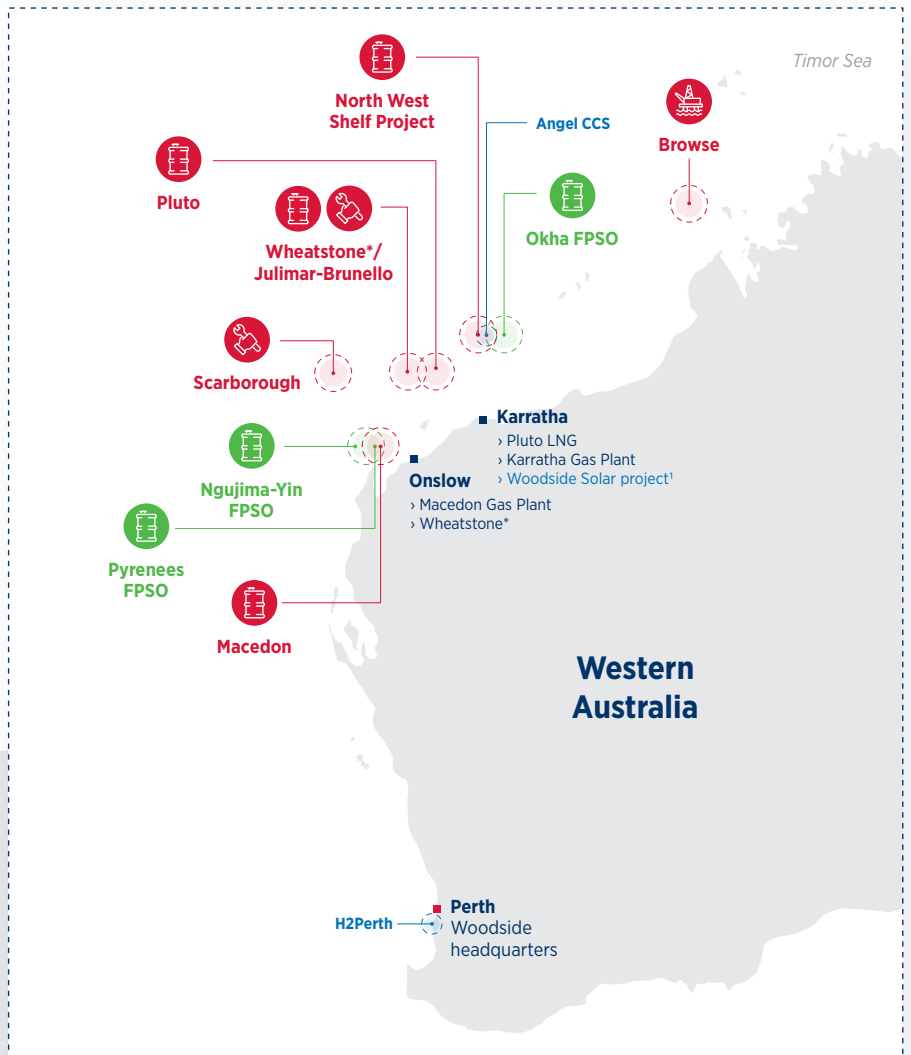 Timor Sea
North West
Shelf Project
Angel CCS
Browse
Pluto
Okha FPSO
Wheatstone*/
Julimar-Brunello
Scarborough
Karratha
› Pluto LNG
› Karratha Gas Plant
› Woodside Solar project¹
Ngujima-Yin
FPSO
Onslow
› Macedon Gas Plant
› Wheatstone*
Pyrenees
FPSO
Macedon
Western
Australia
H2Perth
Perth
Woodside
headquarters